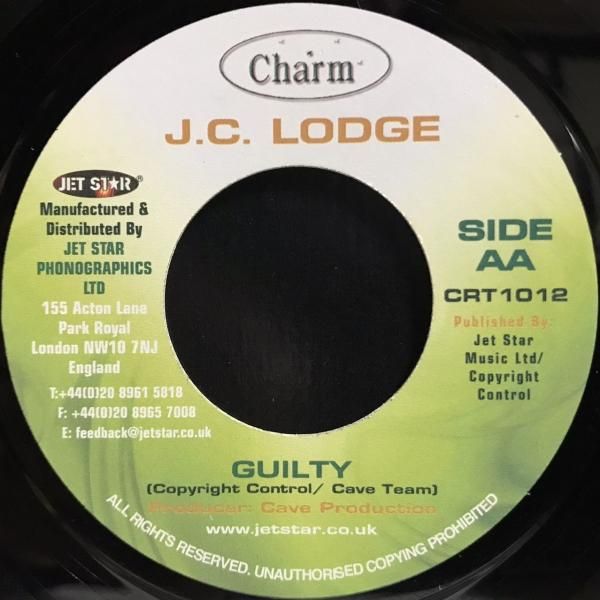 Charm
J.C. LODGE
JET STAR®
Manufactured &
Distributed By
JET STAR
PHONOGRAPHICS
LTD
155 Acton Lane
Park Royal
London NW10 7NJ
England
T:+44(0)20 8961 5818
F: +44(0)20 8965 7008
E: feedback@jetstar.co.uk
SIDE
AA
CRT1012
Published By:
Jet Star
Music Ltd/
Copyright
Control
GUILTY
(Copyright Control/ Cave Team)
Producer: Cave Production
www.jetstar.co.uk
ALL RIGHTS RESERVED. UNAUTHORISED COPYING PROHIBITED